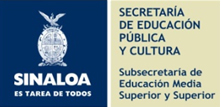 SINALOA
ES TAREA DE TODOS
SECRETARÍA
DE EDUCACIÓN
PÚBLICA
Y CULTURA
Subsecretaría de
Educación Media
Superior y Superior